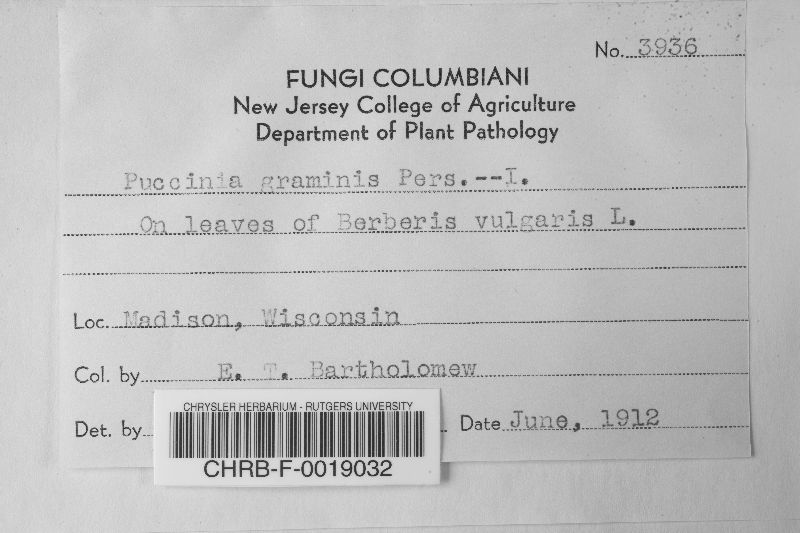 No. 3936
FUNGI COLUMBIANI
New Jersey College of Agriculture
Department of Plant Pathology
Puccinia graminis Pers.--I.
On leaves of Berberis vulgaris L.
Loc. Madison, Wisconsin
Col. by E. T. Bartholomew
Det. by Date June, 1912
CHRYSLER HERBARIUM - RUTGERS UNIVERSITY
CHRB-F-0019032